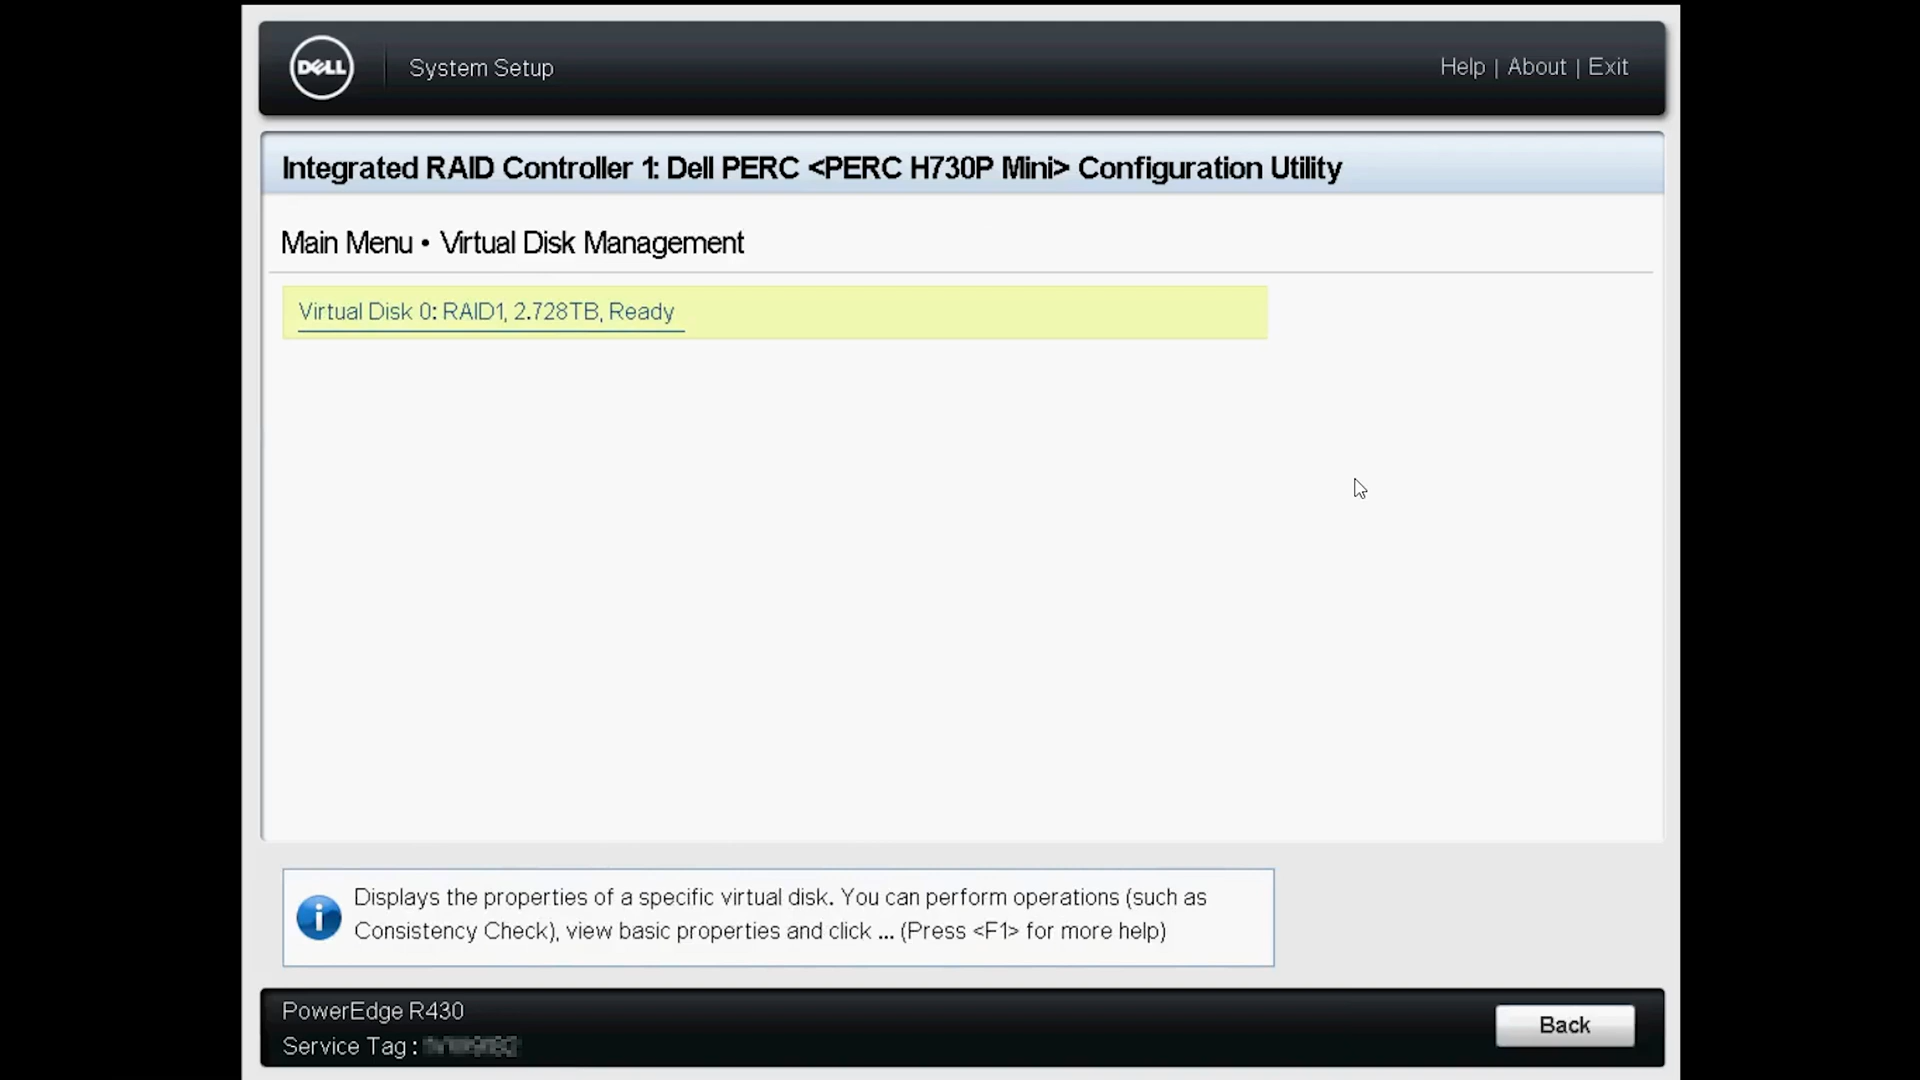 DELL
System Setup
Help | About | Exit
Integrated RAID Controller 1: Dell PERC <PERC H730P Mini> Configuration Utility
Main Menu • Virtual Disk Management
Virtual Disk 0: RAID1, 2.728TB, Ready
Displays the properties of a specific virtual disk. You can perform operations (such as
Consistency Check), view basic properties and click ... (Press <F1> for more help)
PowerEdge R430
Service Tag :
Back